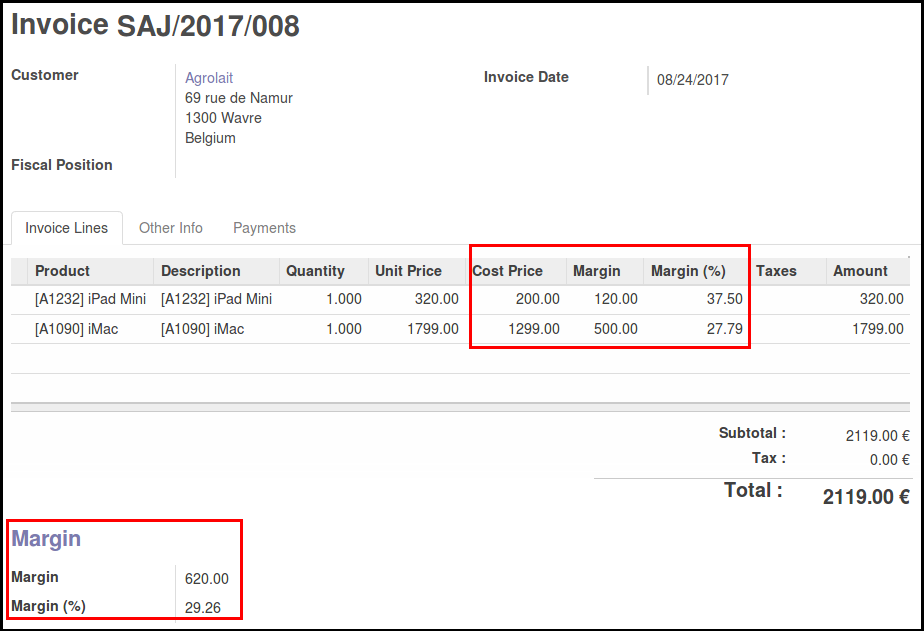 Invoice SAJ/2017/008
Customer
Agrolait
69 rue de Namur
1300 Wavre
Belgium
Invoice Date
08/24/2017
Fiscal Position
Invoice Lines Other Info Payments
Product Description Quantity Unit Price Cost Price Margin Margin (%) Taxes Amount
[A1232] iPad Mini [A1232] iPad Mini 1.000 320.00 200.00 120.00 37.50 320.00
[A1090] iMac [A1090] iMac 1.000 1799.00 1299.00 500.00 27.79 1799.00
Subtotal : 2119.00 €
Tax : 0.00 €
Total : 2119.00 €
Margin
Margin 620.00
Margin (%) 29.26